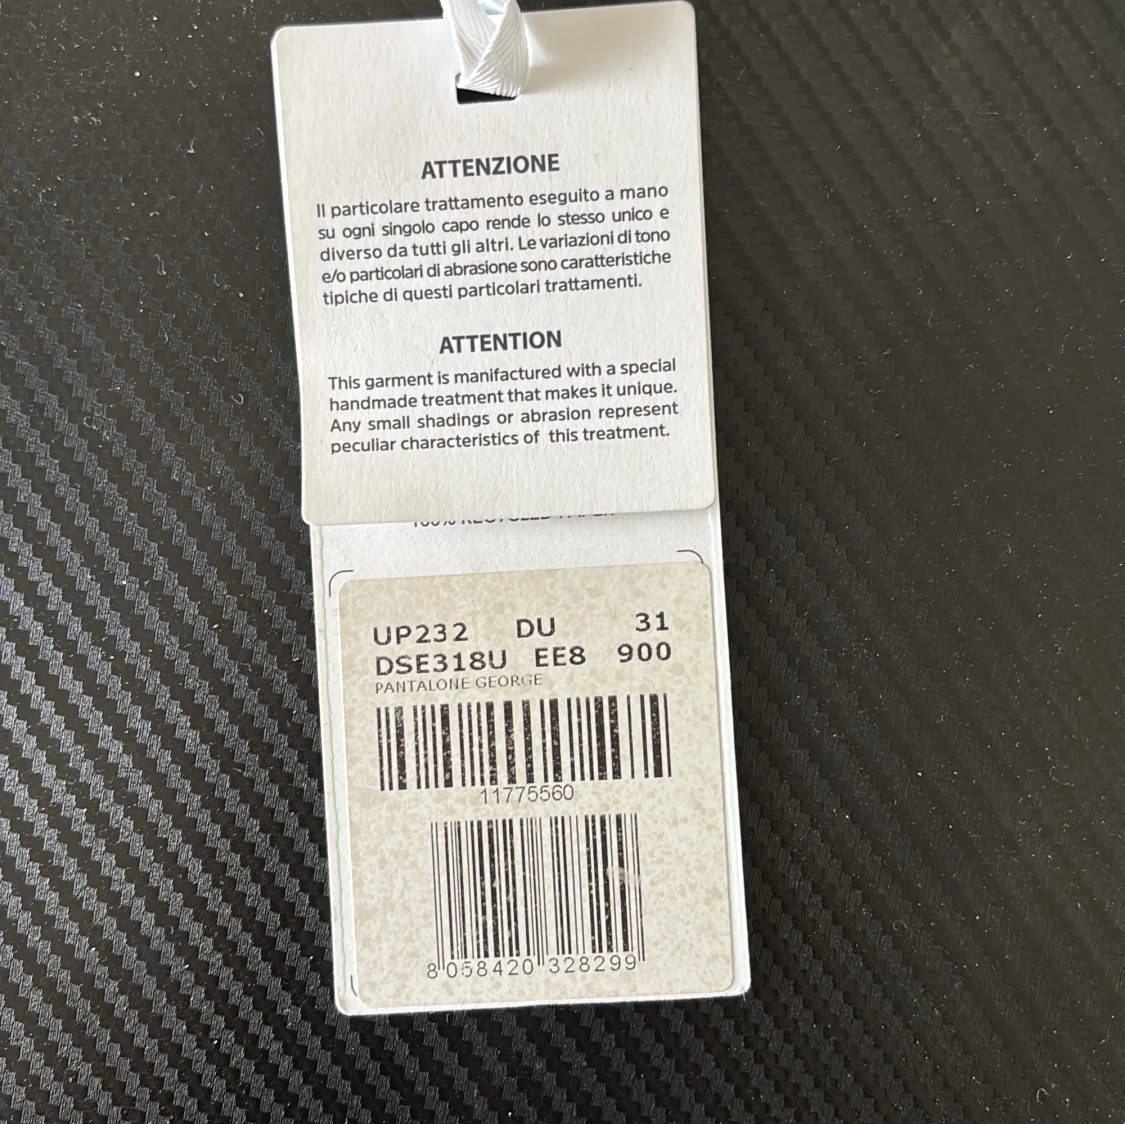 ATTENZIONE
Il particolare trattamento eseguito a mano
su ogni singolo capo rende lo stesso unico e
diverso da tutti gli altri. Le variazioni di tono
e/o particolari di abrasione sono caratteristiche
tipiche di questi particolari trattamenti.
ATTENTION
This garment is manifactured with a special
handmade treatment that makes it unique.
Any small shadings or abrasion represent
peculiar characteristics of this treatment.
100% RECYCLED PAPER
UP232 DU 31
DSE318U EE8 900
PANTALONE GEORGE
11775560
8 058420 328299